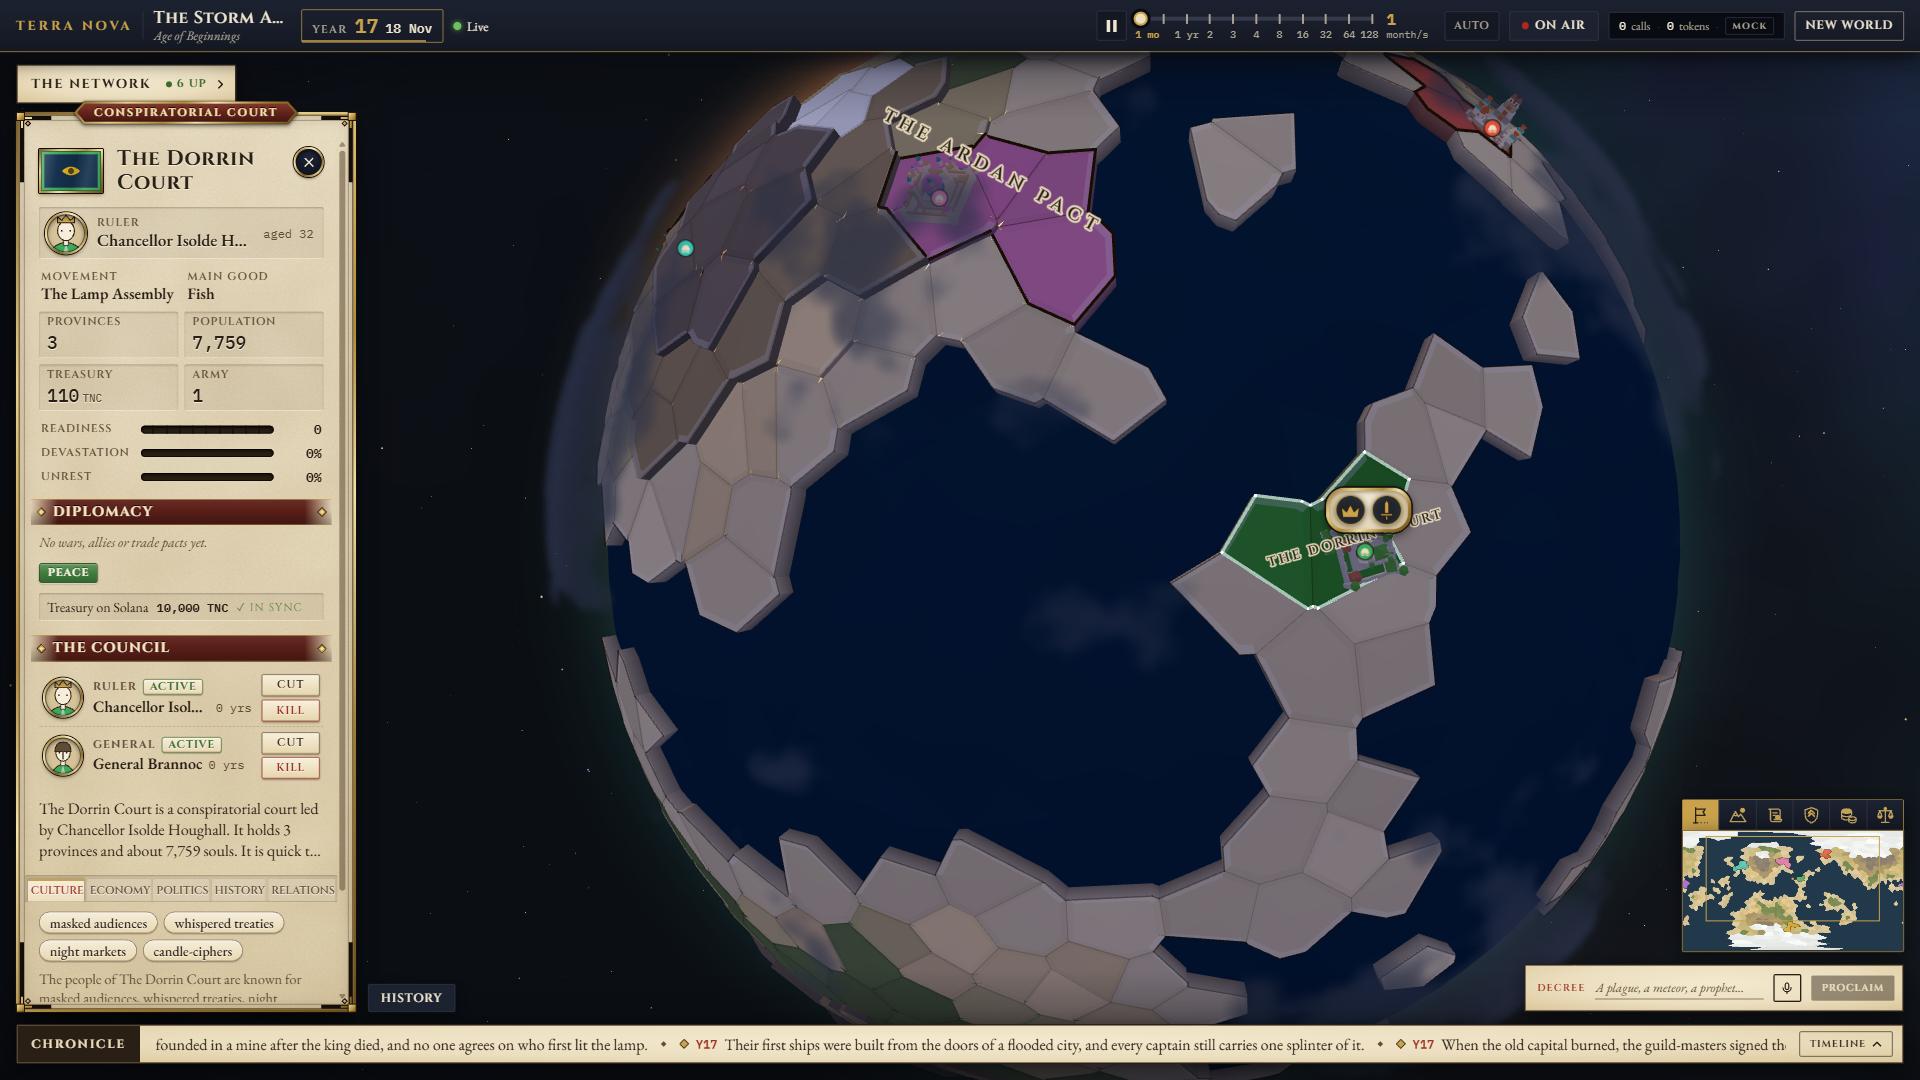 TERRA NOVA
THE STORM A...
Age of Beginnings
YEAR 17 18 Nov
Live
1 mo 1 yr 2 3 4 8 16 32 64 128
1 month/s
AUTO
ON AIR
0 calls · 0 tokens MOCK
NEW WORLD
THE NETWORK 6 UP
CONSPIRATORIAL COURT
THE DORRIN COURT
RULER
Chancellor Isolde H... aged 32
MOVEMENT MAIN GOOD
The Lamp Assembly Fish
PROVINCES POPULATION
3 7,759
TREASURY ARMY
110 TNC 1
READINESS 0
DEVASTATION 0%
UNREST 0%
DIPLOMACY
No wars, allies or trade pacts yet.
PEACE
Treasury on Solana 10,000 TNC ✓ IN SYNC
THE COUNCIL
RULER ACTIVE CUT
Chancellor Isol... 0 yrs KILL
GENERAL ACTIVE CUT
General Brannoc 0 yrs KILL
The Dorrin Court is a conspiratorial court led
by Chancellor Isolde Houghall. It holds 3
provinces and about 7,759 souls. It is quick t...
CULTURE ECONOMY POLITICS HISTORY RELATIONS
masked audiences whispered treaties
night markets candle-ciphers
The people of The Dorrin Court are known for
masked audiences, whispered treaties, night
THE ARDAN PACT
THE DORRIN URT
HISTORY
DECREE A plague, a meteor, a prophet... PROCLAIM
CHRONICLE
founded in a mine after the king died, and no one agrees on who first lit the lamp. Y17 Their first ships were built from the doors of a flooded city, and every captain still carries one splinter of it. Y17 When the old capital burned, the guild-masters signed the
TIMELINE